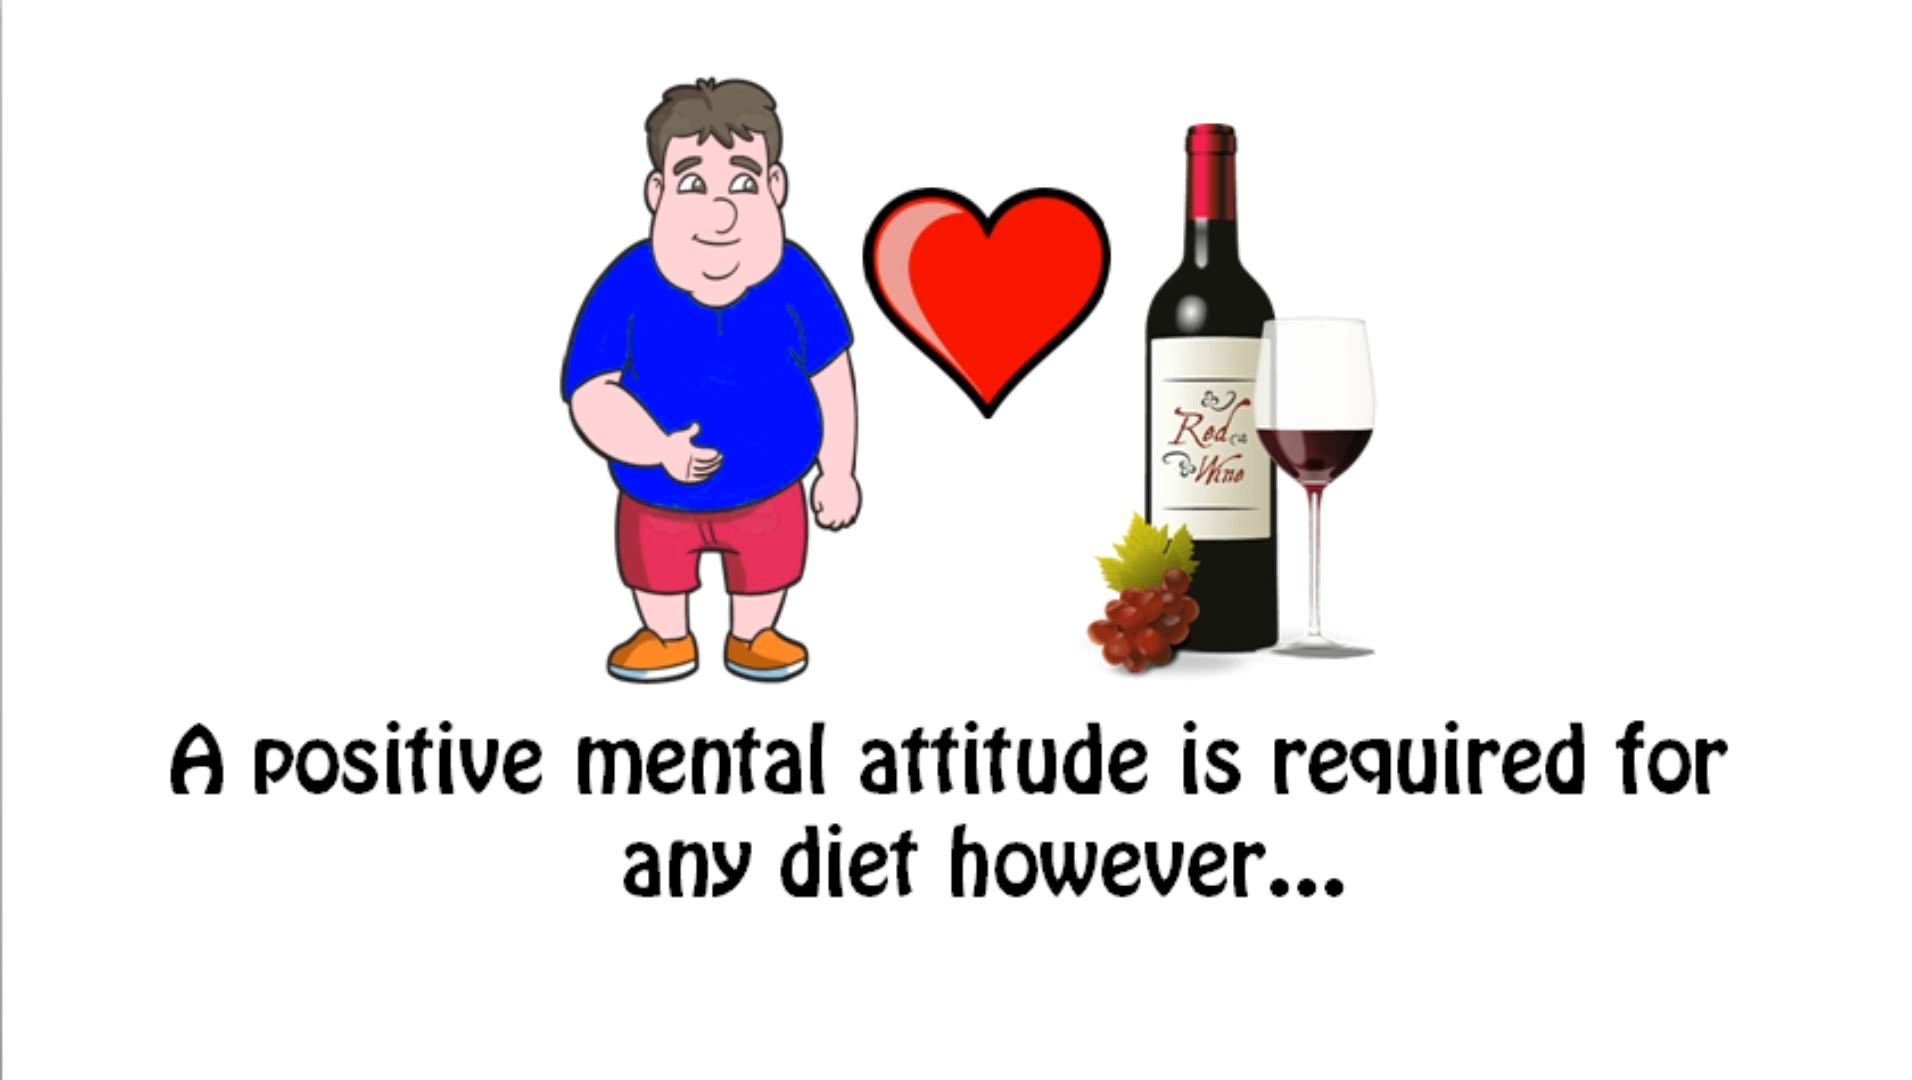 Red
Wine
A positive mental attitude is required for
any diet however...